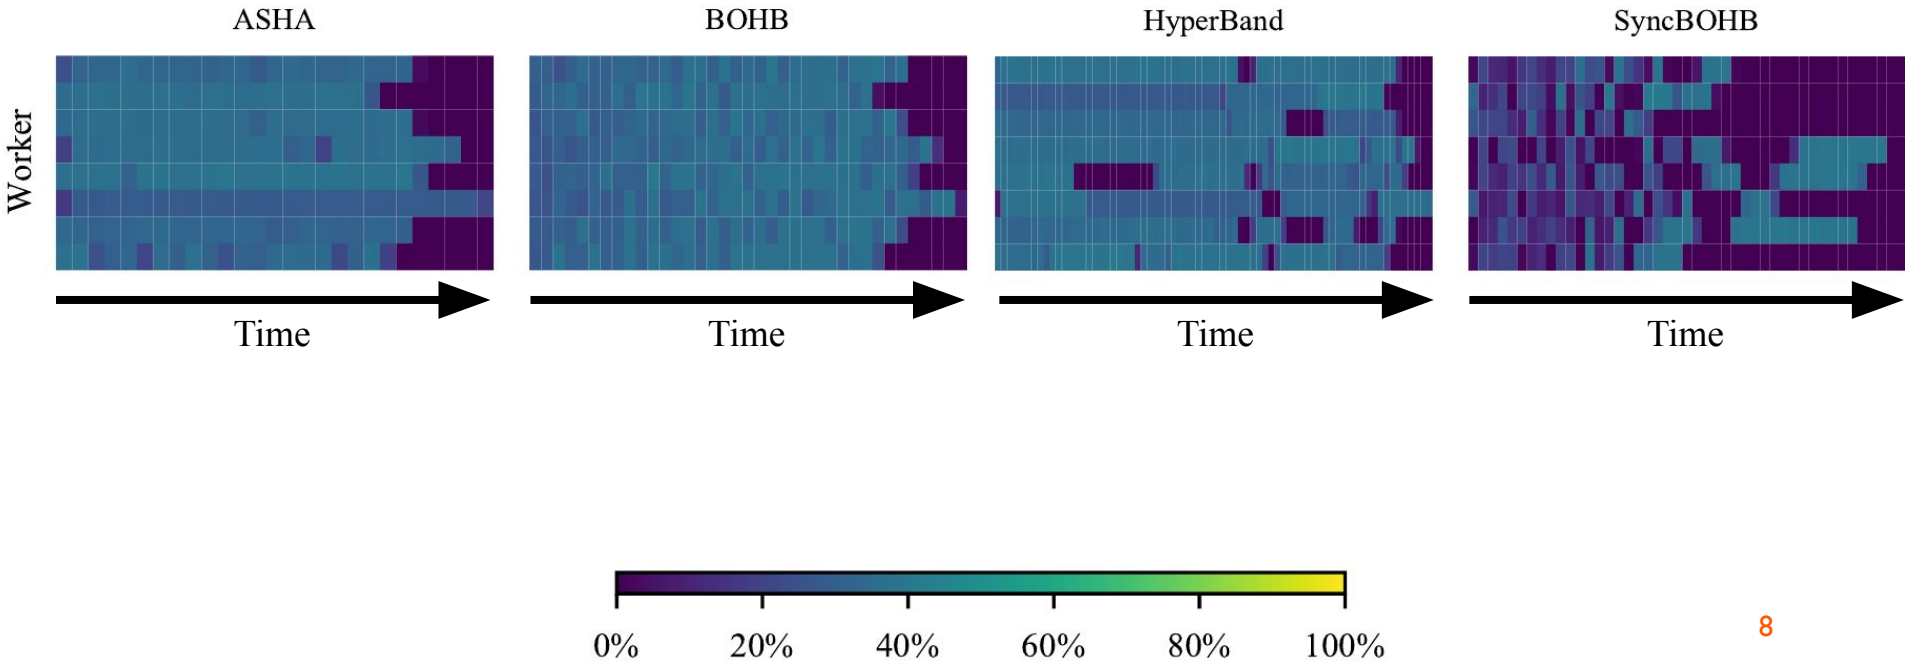 ASHA
BOHB
HyperBand
SyncBOHB
Worker
Time
Time
Time
Time
0%
20%
40%
60%
80%
100%
8